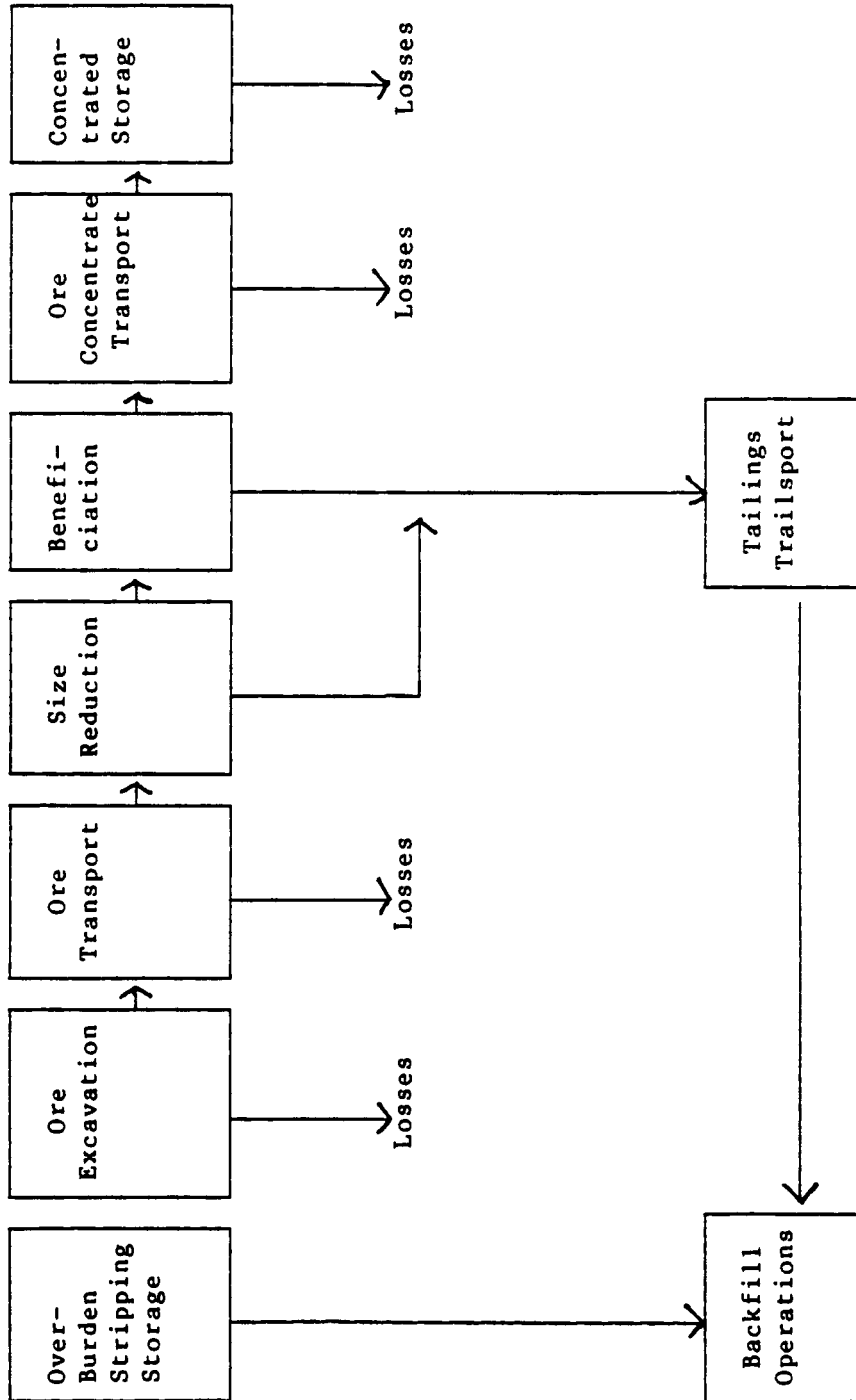 Over-
Burden
Stripping
Storage
Ore
Excavation
Ore
Transport
Size
Reduction
Benefi-
ciation
Ore
Concentrate
Transport
Concen-
trated
Storage
Losses
Losses
Losses
Losses
Backfill
Operations
Tailings
Trailsport